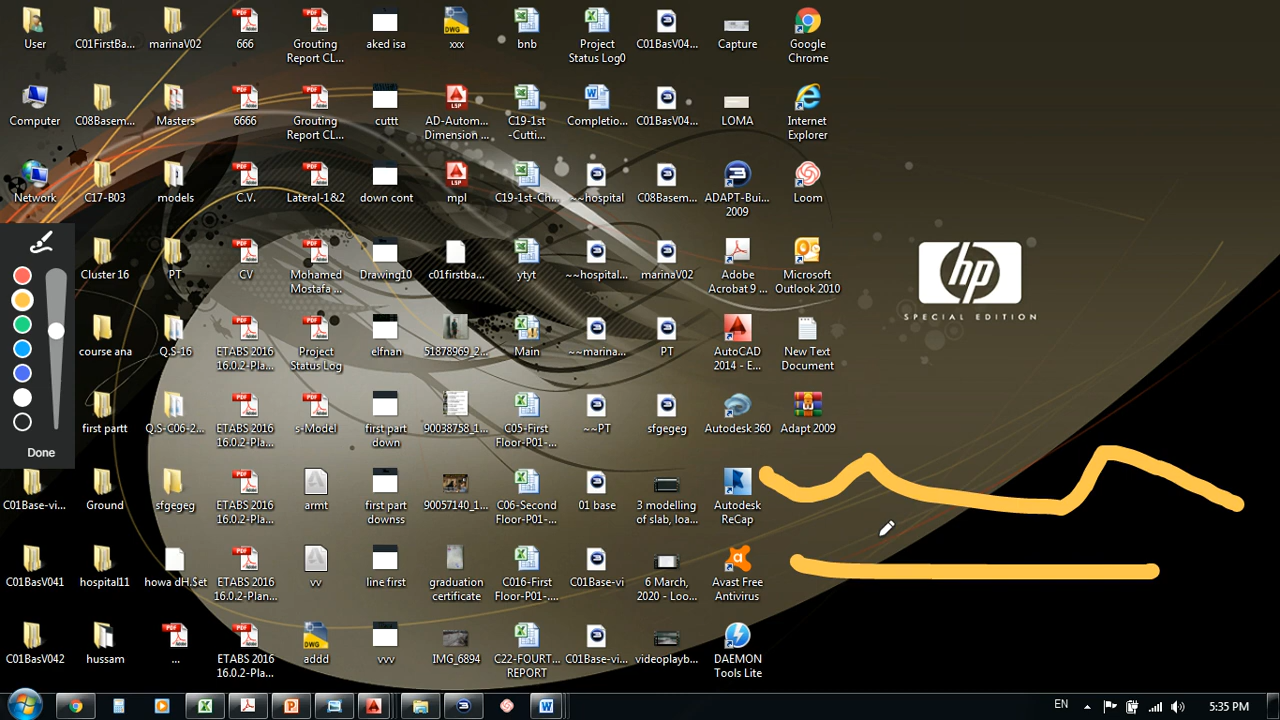 User
C01FirstBa...
marinaV02
666
Grouting
Report CL...
aked isa
xxx
bnb
Project
Status Log0
C01BasV04...
Capture
Google
Chrome
Computer
C08Basem...
Masters
6666
Grouting
Report CL...
cuttt
AD-Autom...
Dimension ...
C19-1st
-Cutti...
Completio...
C01BasV04...
LOMA
Internet
Explorer
Network
C17-B03
models
C.V.
Lateral-1&2
down cont
mpl
C19-1st-Ch...
~~hospital
C08Basem...
ADAPT-Bui...
2009
Loom
Cluster 16
PT
CV
Mohamed
Mostafa ...
Drawing10
c01firstba...
ytyt
~~hospital...
marinaV02
Adobe
Acrobat 9 ...
Microsoft
Outlook 2010
hp
SPECIAL EDITION
course ana
Q.S-16
ETABS 2016
16.0.2-Pla...
Project
Status Log
elfnan
51878969_2...
Main
~~marina...
PT
AutoCAD
2014 - E...
New Text
Document
first partt
Q.S-C06-2...
ETABS 2016
16.0.2-Pla...
s-Model
first part
down
90038758_1...
C05-First
Floor-P01-...
~~PT
sfgegeg
Autodesk 360
Adapt 2009
Done
C01Base-vi...
Ground
sfgegeg
ETABS 2016
16.0.2-Pla...
armt
first part
downss
90057140_1...
C06-Second
Floor-P01-...
01 base
3 modelling
of slab, loa...
Autodesk
ReCap
C01BasV041
hospital11
howa dH.$et
ETABS 2016
16.0.2-Plan...
vv
line first
graduation
certificate
C016-First
Floor-P01-....
C01Base-vi
6 March,
2020 - Loo...
Avast Free
Antivirus
C01BasV042
hussam
...
ETABS 2016
16.0.2-Pla...
addd
vvv
IMG_6894
C22-FOURT...
REPORT
C01Base-vi...
videoplayb...
DAEMON
Tools Lite
EN
5:35 PM